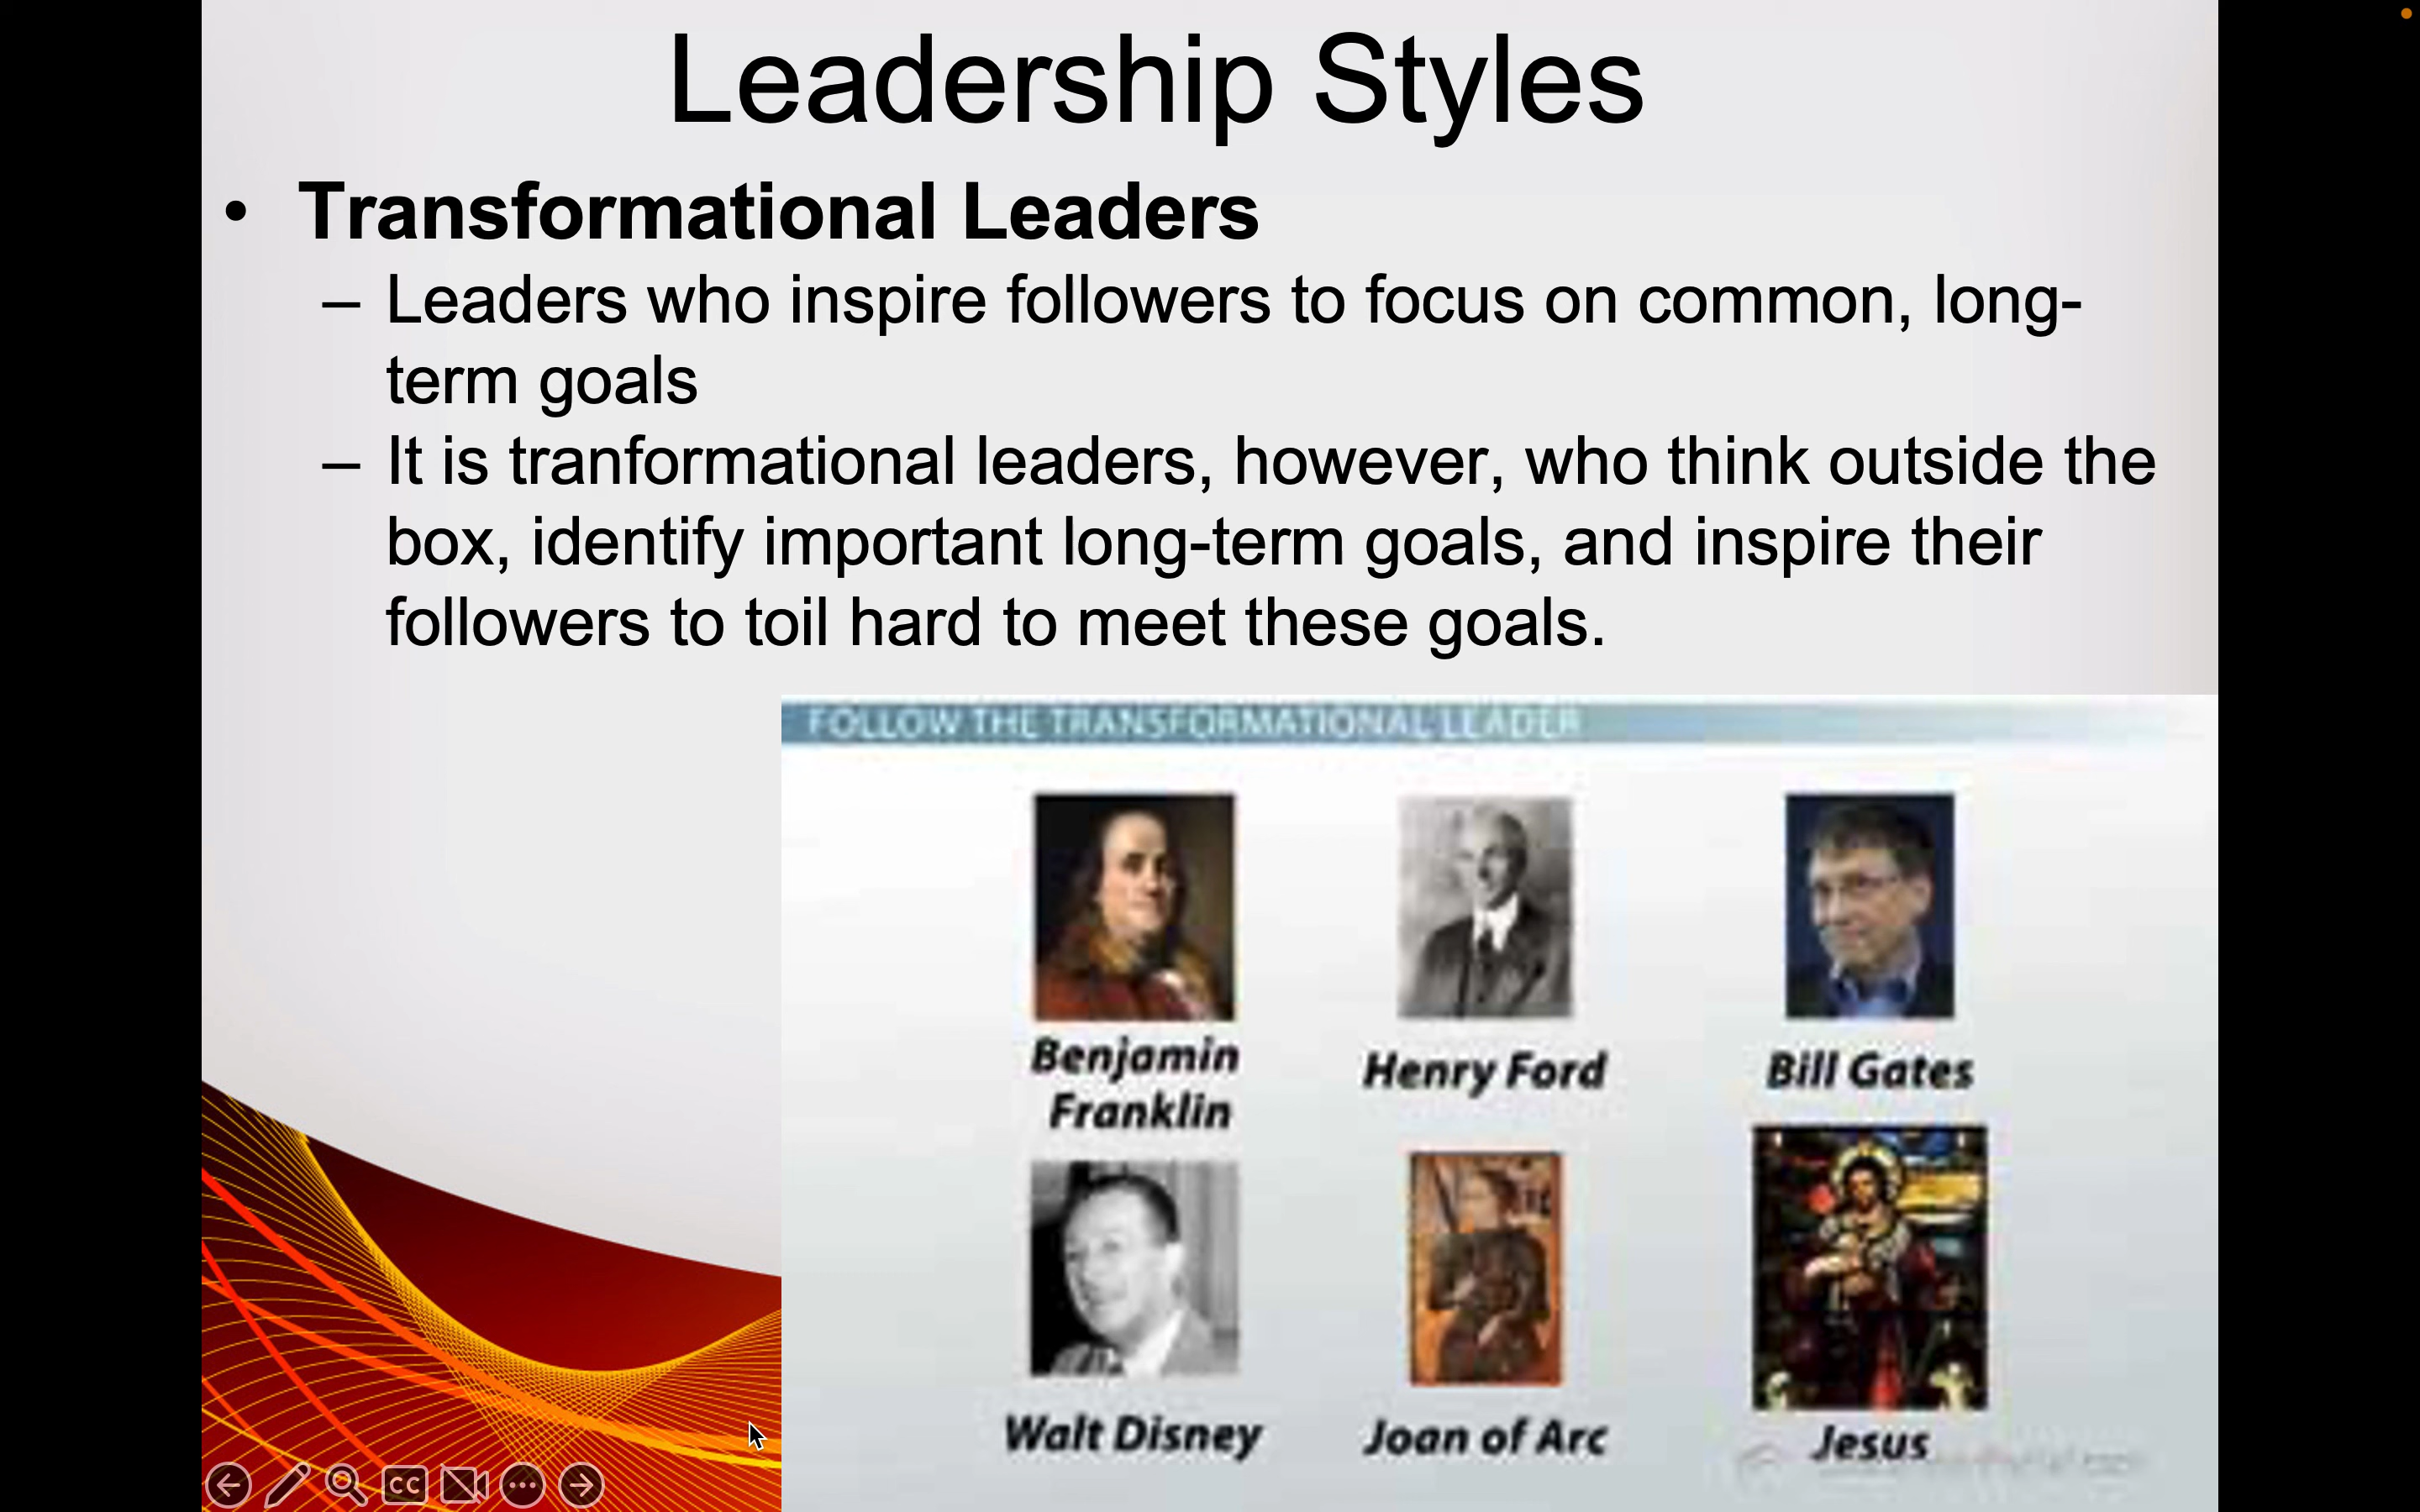 Leadership Styles
• Transformational Leaders
– Leaders who inspire followers to focus on common, long-
term goals
– It is tranformational leaders, however, who think outside the
box, identify important long-term goals, and inspire their
followers to toil hard to meet these goals.
FOLLOW THE TRANSFORMATIONAL LEADER
Benjamin
Franklin
Henry Ford
Bill Gates
Walt Disney
Joan of Arc
Jesus
CC